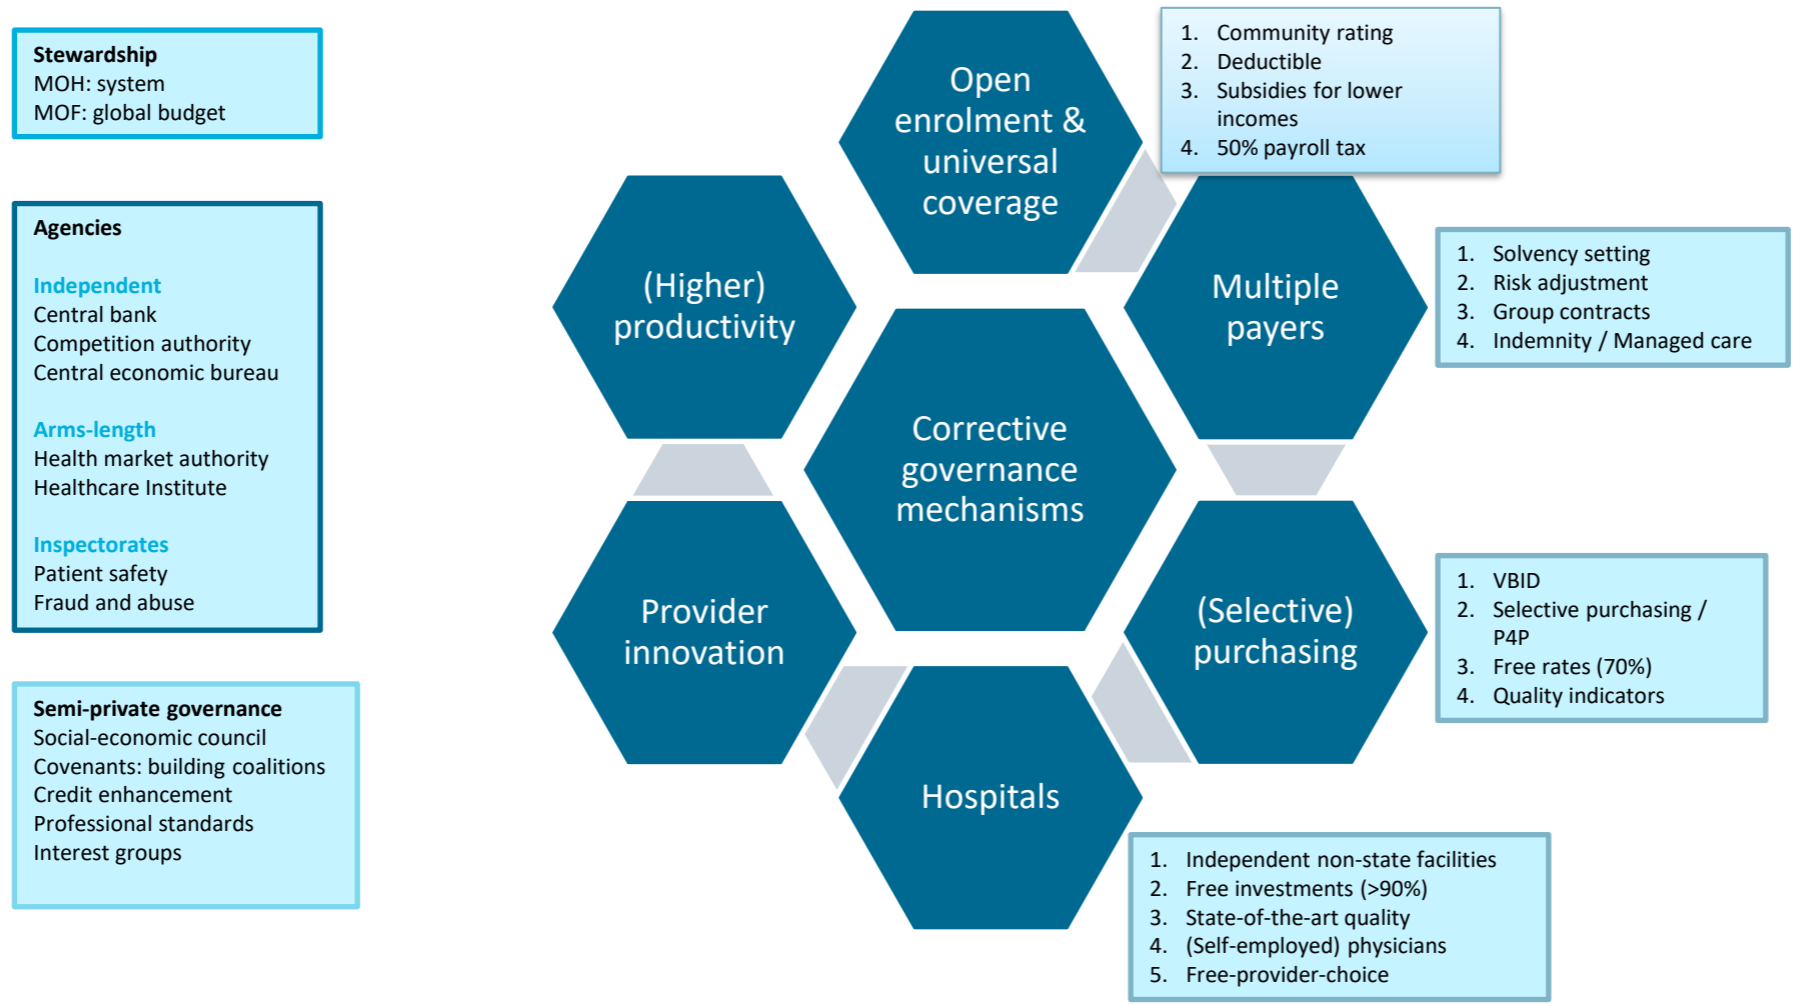 Stewardship
MOH: system
MOF: global budget
Agencies
Independent
Central bank
Competition authority
Central economic bureau
Arms-length
Health market authority
Healthcare Institute
Inspectorates
Patient safety
Fraud and abuse
Semi-private governance
Social-economic council
Covenants: building coalitions
Credit enhancement
Professional standards
Interest groups
Open
enrolment &
universal
coverage
1. Community rating
2. Deductible
3. Subsidies for lower
incomes
4. 50% payroll tax
Multiple
payers
1. Solvency setting
2. Risk adjustment
3. Group contracts
4. Indemnity / Managed care
(Selective)
purchasing
1. VBID
2. Selective purchasing /
P4P
3. Free rates (70%)
4. Quality indicators
Hospitals
1. Independent non-state facilities
2. Free investments (>90%)
3. State-of-the-art quality
4. (Self-employed) physicians
5. Free-provider-choice
Provider
innovation
(Higher)
productivity
Corrective
governance
mechanisms